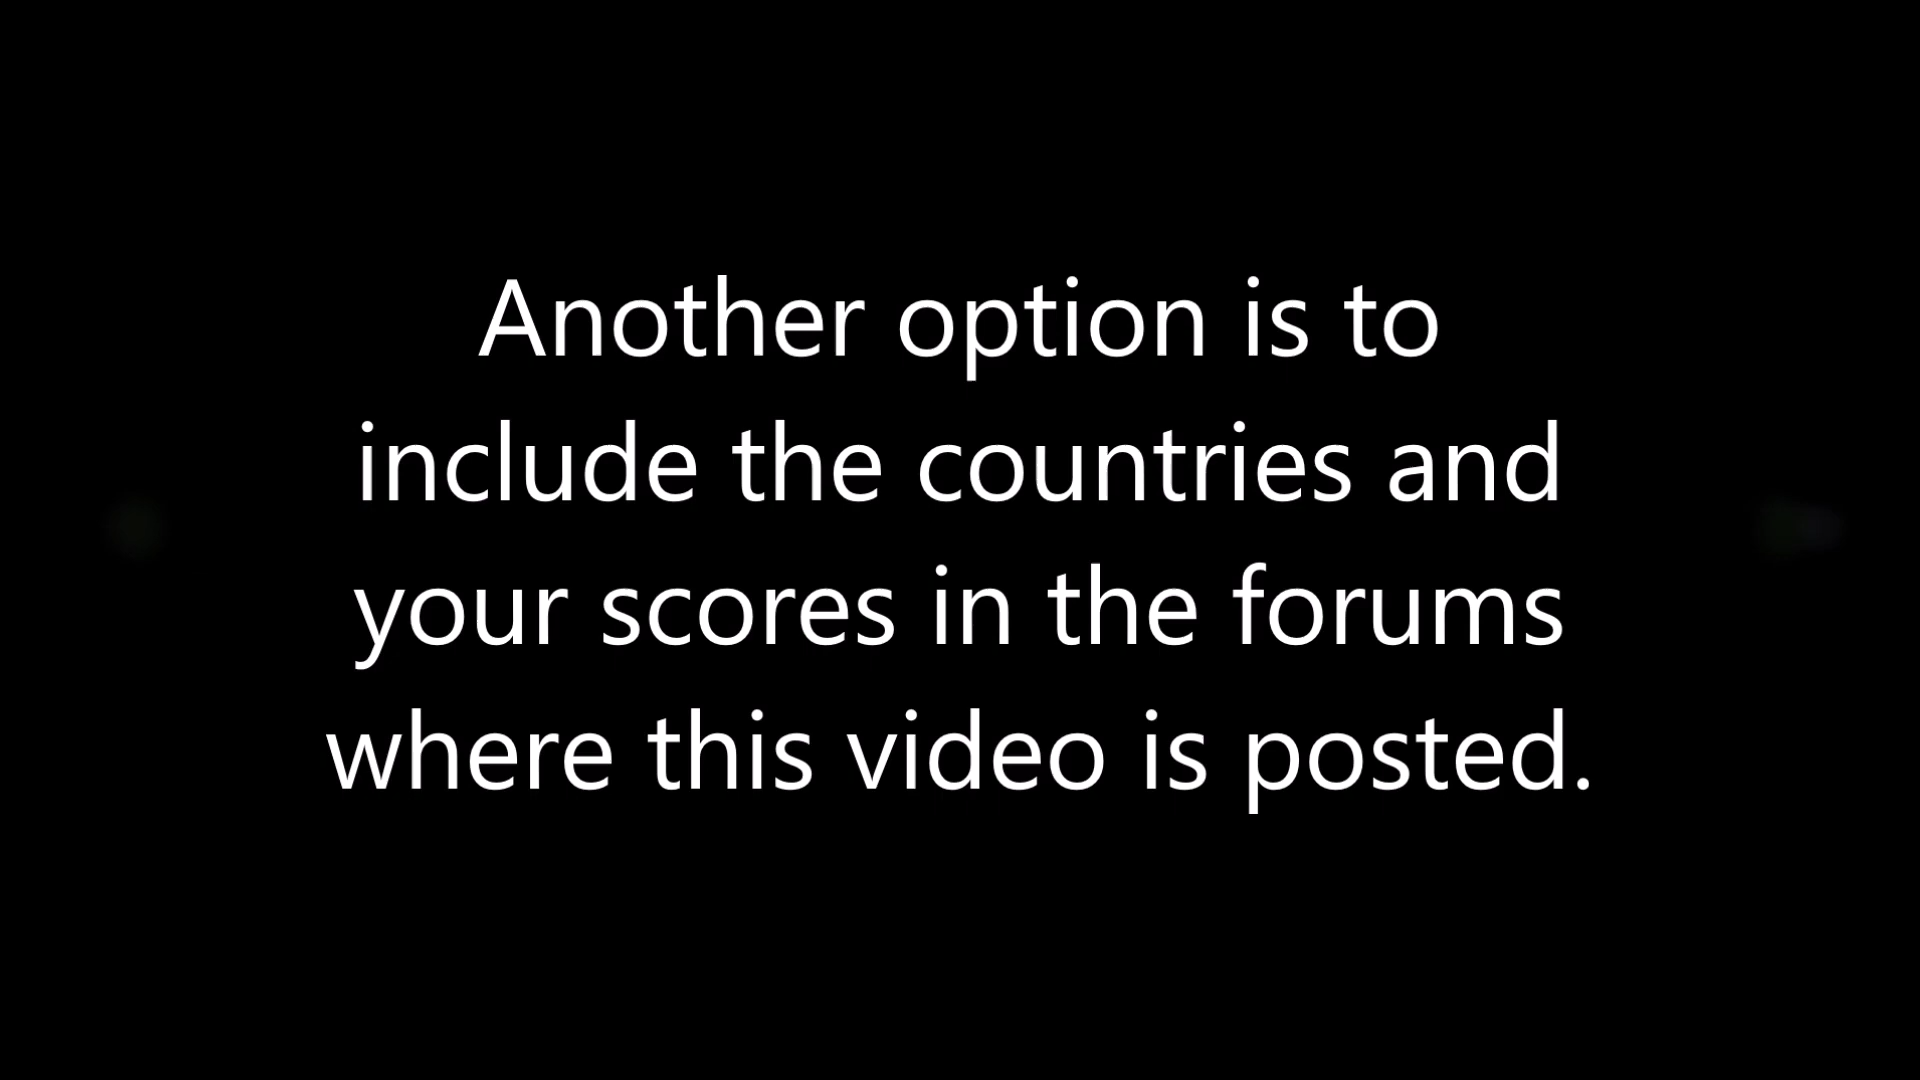 Another option is to
include the countries and
your scores in the forums
where this video is posted.